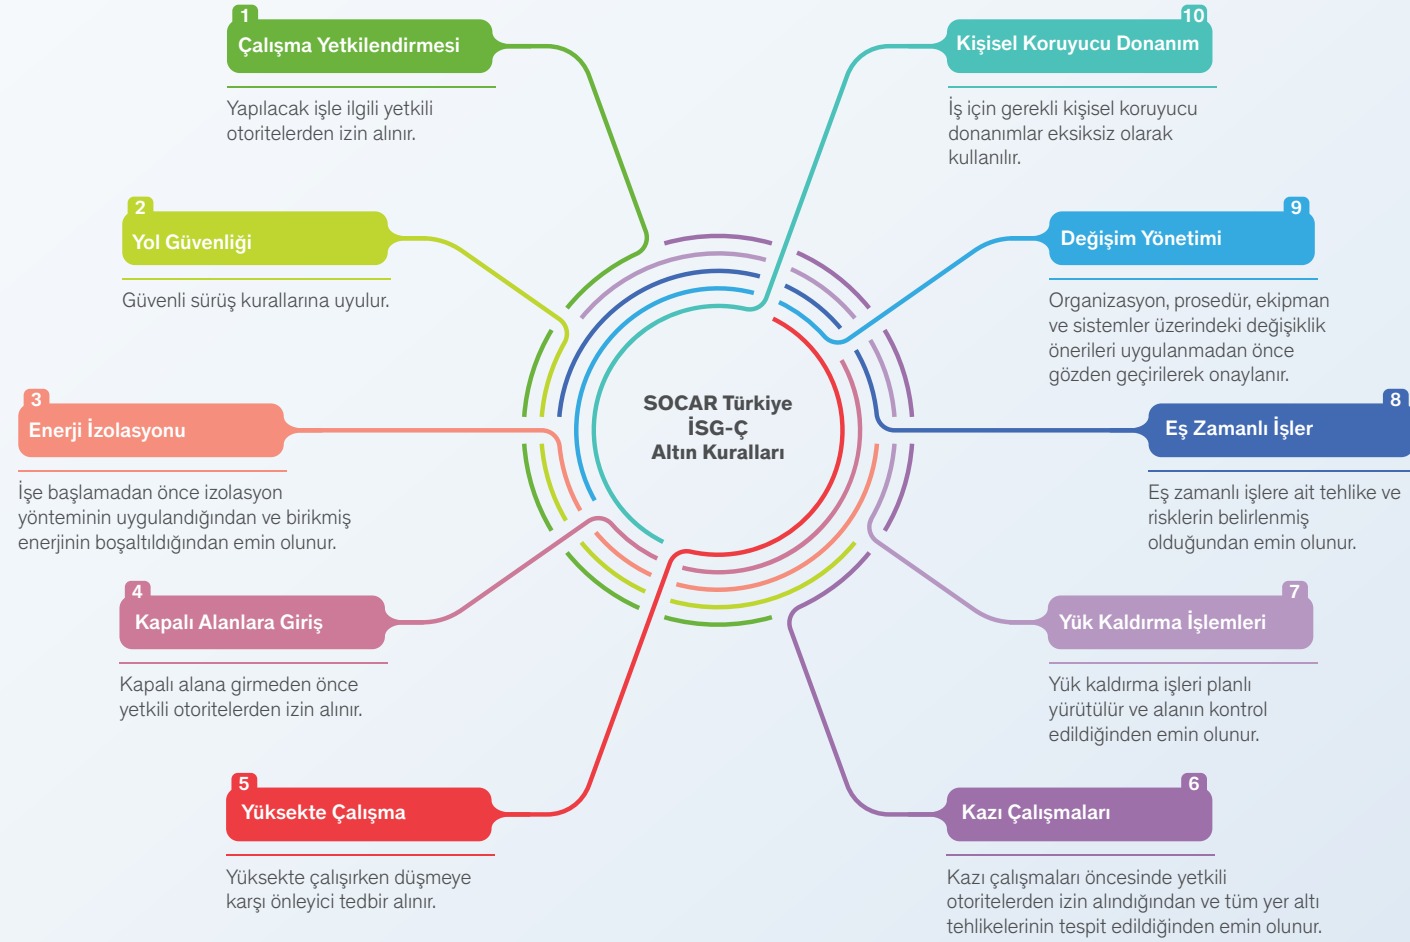 1
Çalışma Yetkilendirmesi
Yapılacak işle ilgili yetkili
otoritelerden izin alınır.
2
Yol Güvenliği
Güvenli sürüş kurallarına uyulur.
3
Enerji İzolasyonu
İşe başlamadan önce izolasyon
yönteminin uygulandığından ve birikmiş
enerjinin boşaltıldığından emin olunur.
4
Kapalı Alanlara Giriş
Kapalı alana girmeden önce
yetkili otoritelerden izin alınır.
5
Yüksekte Çalışma
Yüksekte çalışırken düşmeye
karşı önleyici tedbir alınır.
SOCAR Türkiye
İSG-Ç
Altın Kuralları
10
Kişisel Koruyucu Donanım
İş için gerekli kişisel koruyucu
donanımlar eksiksiz olarak
kullanılır.
9
Değişim Yönetimi
Organizasyon, prosedür, ekipman
ve sistemler üzerindeki değişiklik
önerileri uygulanmadan önce
gözden geçirilerek onaylanır.
8
Eş Zamanlı İşler
Eş zamanlı işlere ait tehlike ve
risklerin belirlenmiş
olduğundan emin olunur.
7
Yük Kaldırma İşlemleri
Yük kaldırma işleri planlı
yürütülür ve alanın kontrol
edildiğinden emin olunur.
6
Kazı Çalışmaları
Kazı çalışmaları öncesinde yetkili
otoritelerden izin alındığından ve tüm yer altı
tehlikelerinin tespit edildiğinden emin olunur.